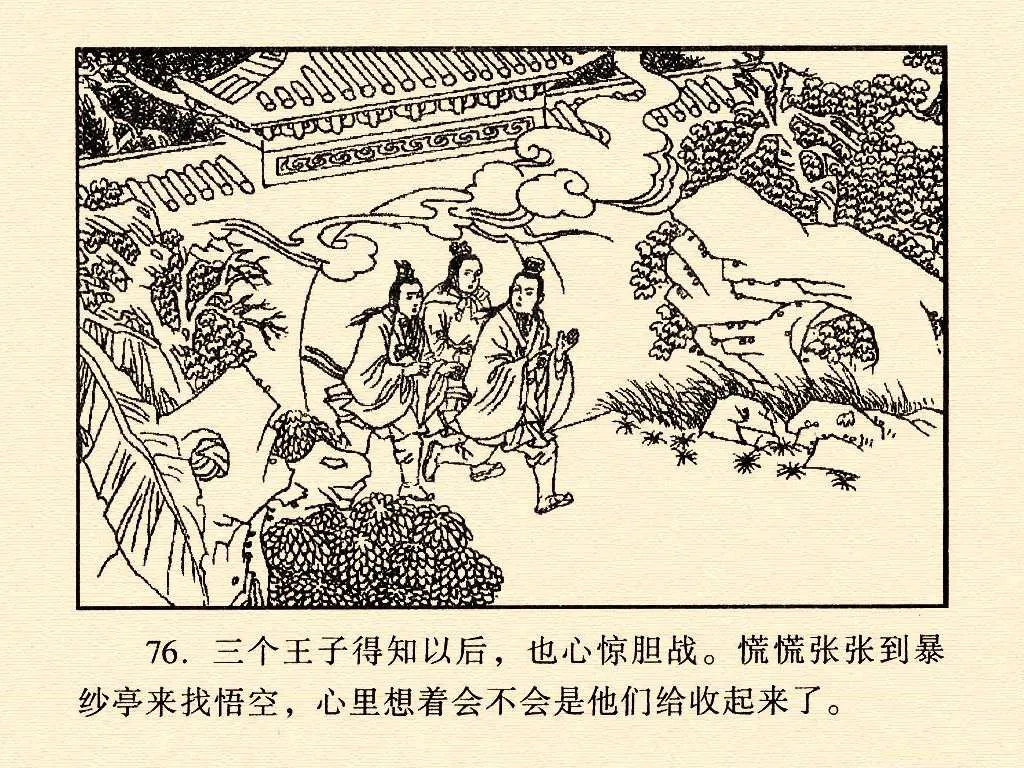 76. 三个王子得知以后，也心惊胆战。慌慌张张到暴
纱亭来找悟空，心里想着会不会是他们给收起来了。